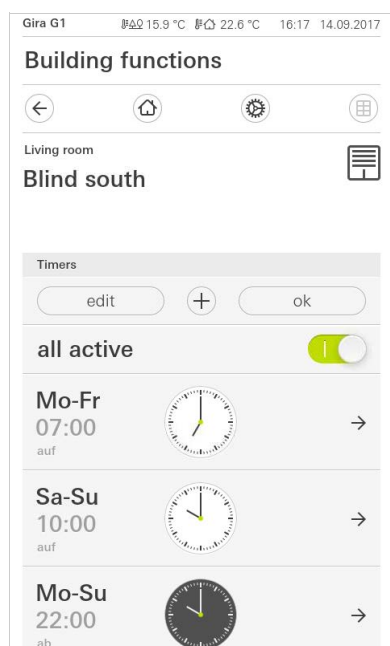 Gira G1 15.9 °C 22.6 °C 16:17 14.09.2017
Building functions
Living room
Blind south
Timers
edit + ok
all active
Mo-Fr
07:00
auf
Sa-Su
10:00
auf
Mo-Su
22:00
ab